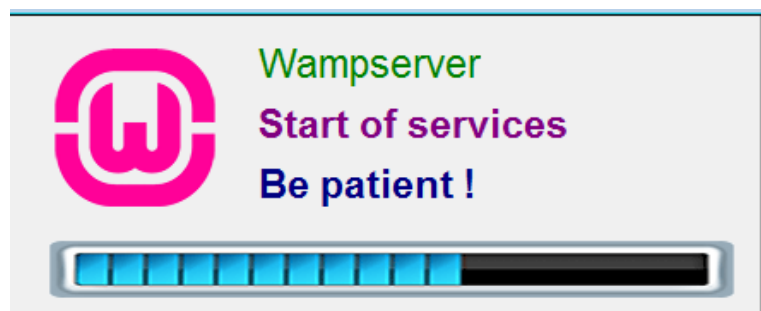 Wampserver
Start of services
Be patient !